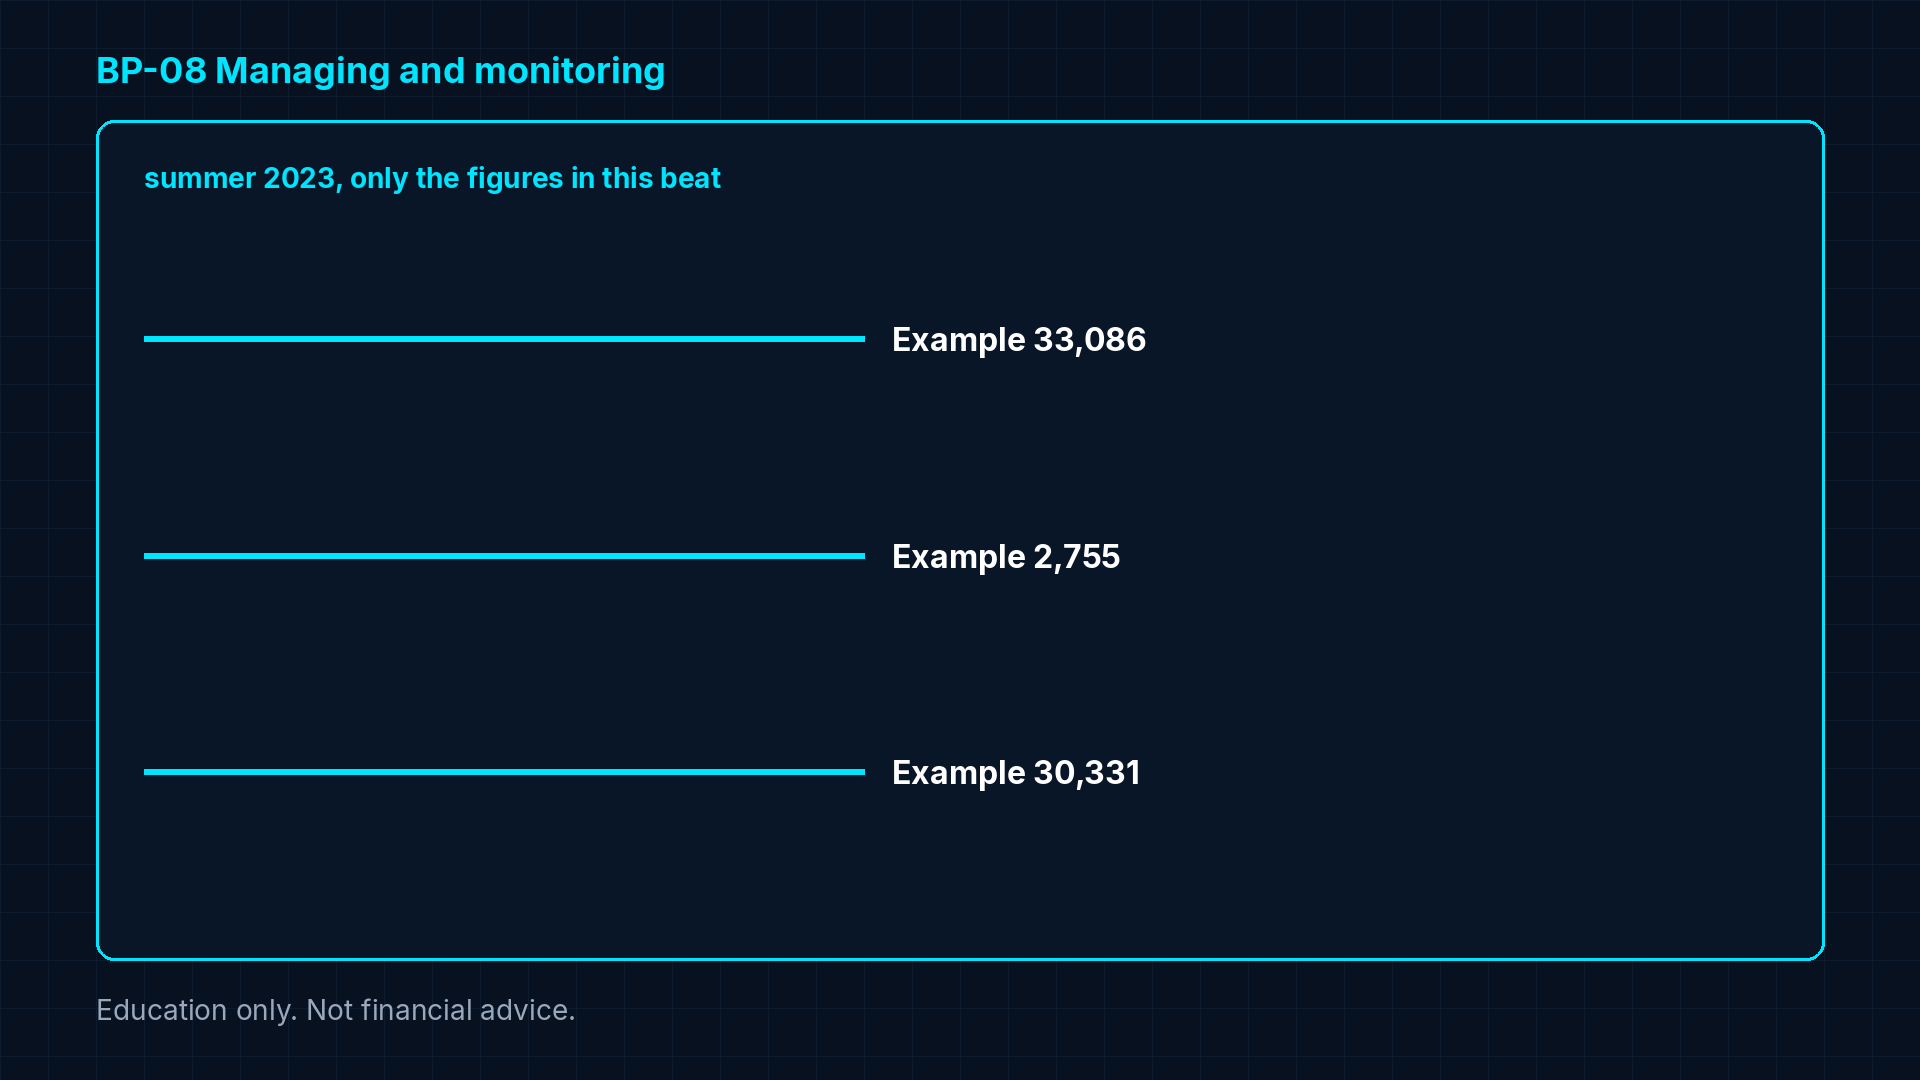 BP-08 Managing and monitoring
summer 2023, only the figures in this beat
Example 33,086
Example 2,755
Example 30,331
Education only. Not financial advice.